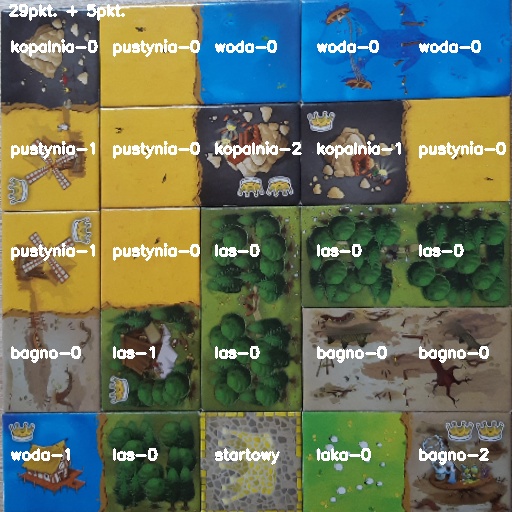 29pkt. + 5pkt.
kopalnia-0 pustynia-0 woda-0 woda-0 woda-0
pustynia-1 pustynia-0 kopalnia-2 kopalnia-1 pustynia-0
pustynia-1 pustynia-0 las-0 las-0 las-0
bagno-0 las-1 las-0 bagno-0 bagno-0
woda-1 las-0 startowy laka-0 bagno-2